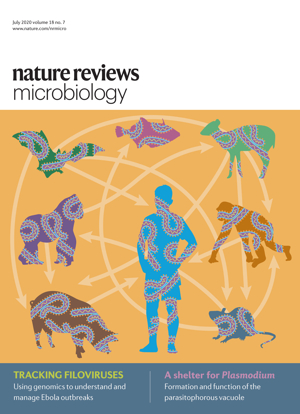 July 2020 volume 18 no. 7
www.nature.com/nrmicro
nature reviews
microbiology
TRACKING FILOVIRUSES
Using genomics to understand and
manage Ebola outbreaks
A shelter for Plasmodium
Formation and function of the
parasitophorous vacuole